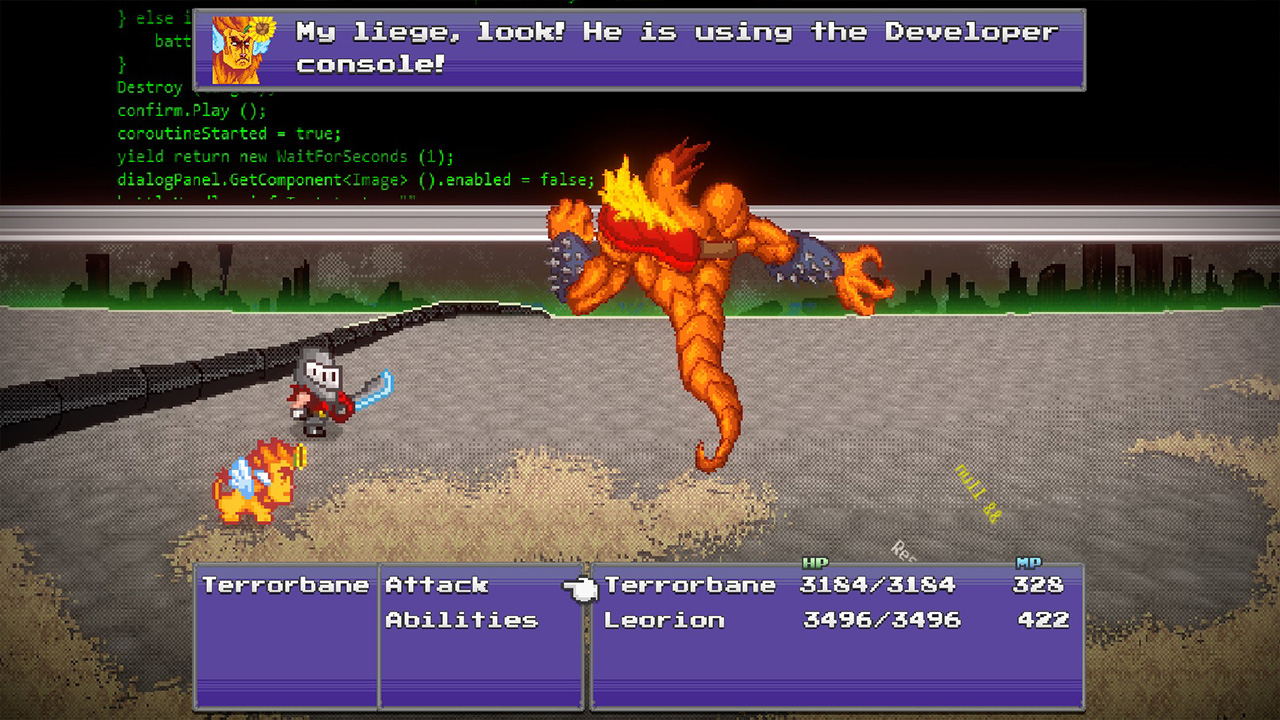 } else i
My liege, look! He is using the Developer
console!
batt
}
Destroy (
confirm.Play ();
coroutineStarted = true;
yield return new WaitForSeconds (1);
dialogPanel.GetComponent<Image> ().enabled = false;
null &&
Res
HP MP
Terrorbane Attack Terrorbane 3184/3184 328
Abilities Leorion 3496/3496 422